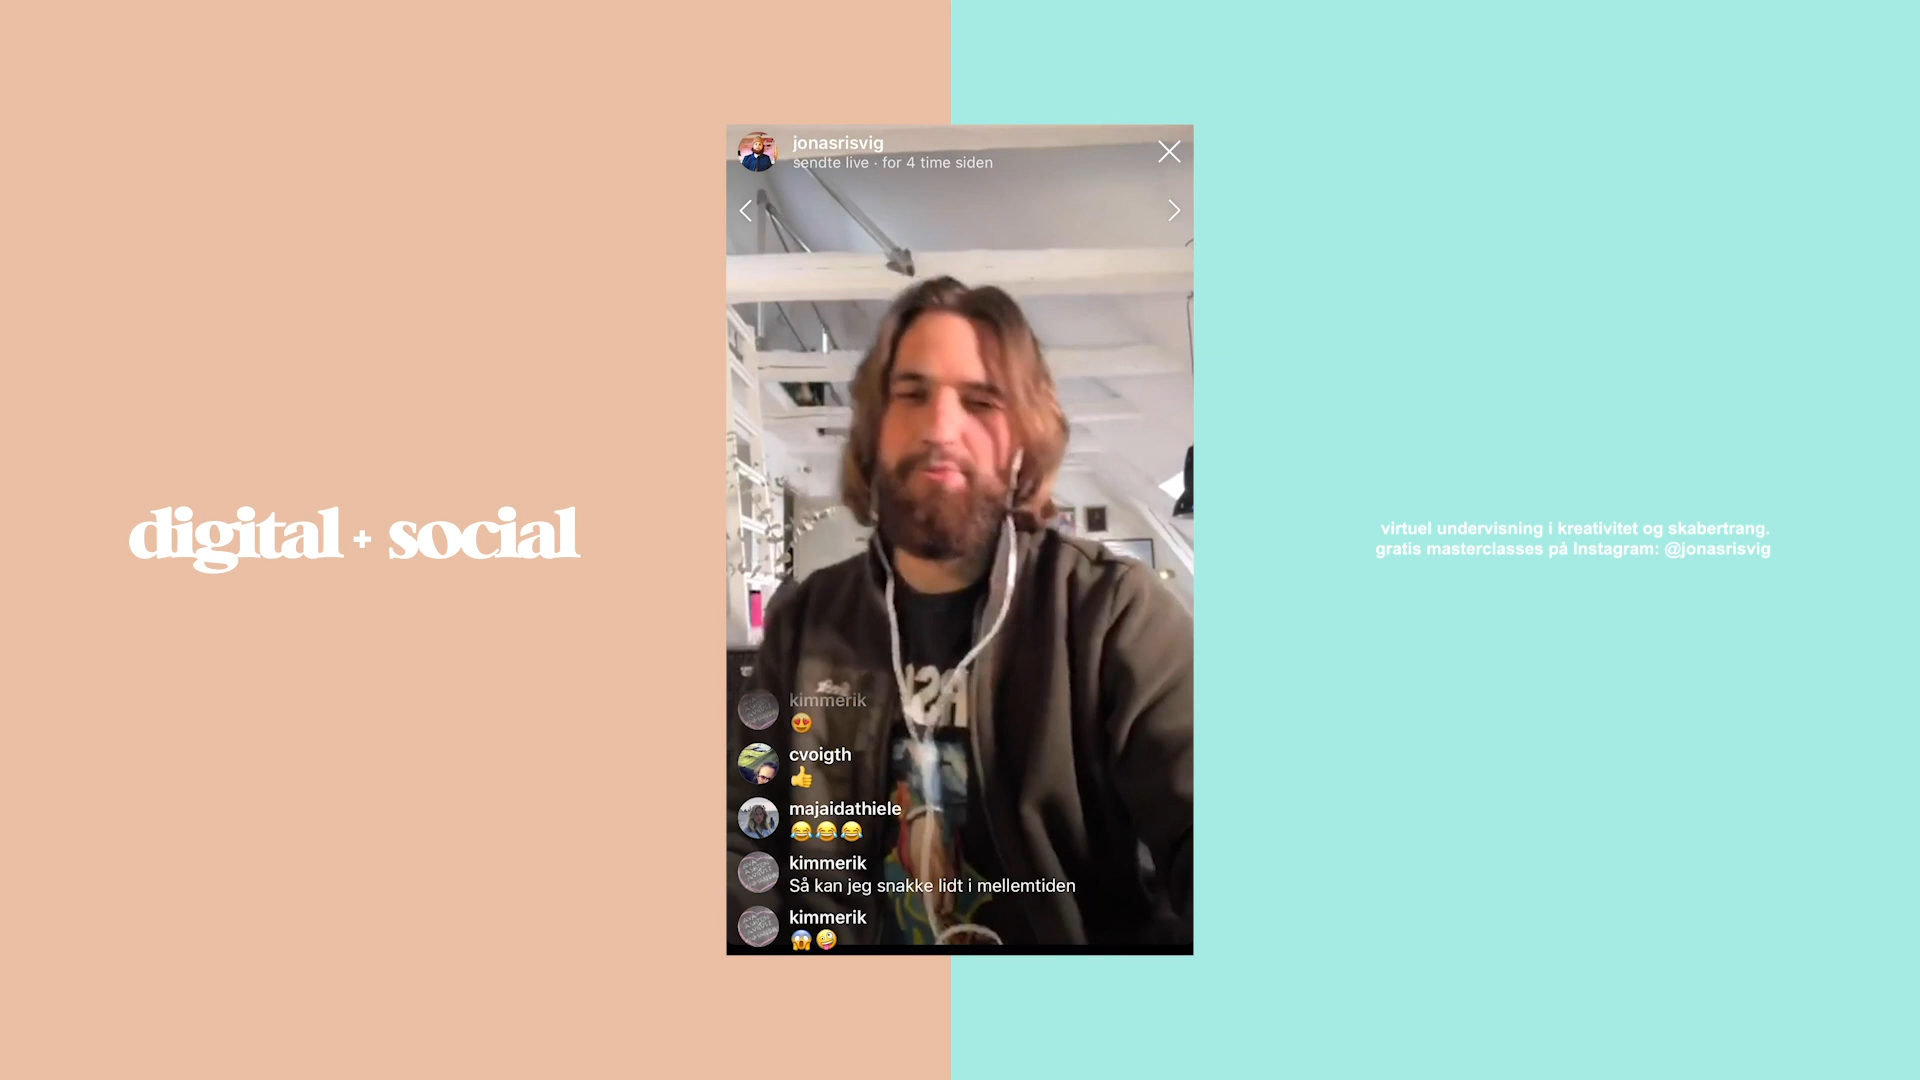 jonasrisvig
sendte live · for 4 time siden
digital + social
virtuel undervisning i kreativitet og skabertrang.
gratis masterclasses på Instagram: @jonasrisvig
kimmerik
😍
cvoigth
👍
majaidathiele
😂😂😂
kimmerik
Så kan jeg snakke lidt i mellemtiden
kimmerik
😱🤪